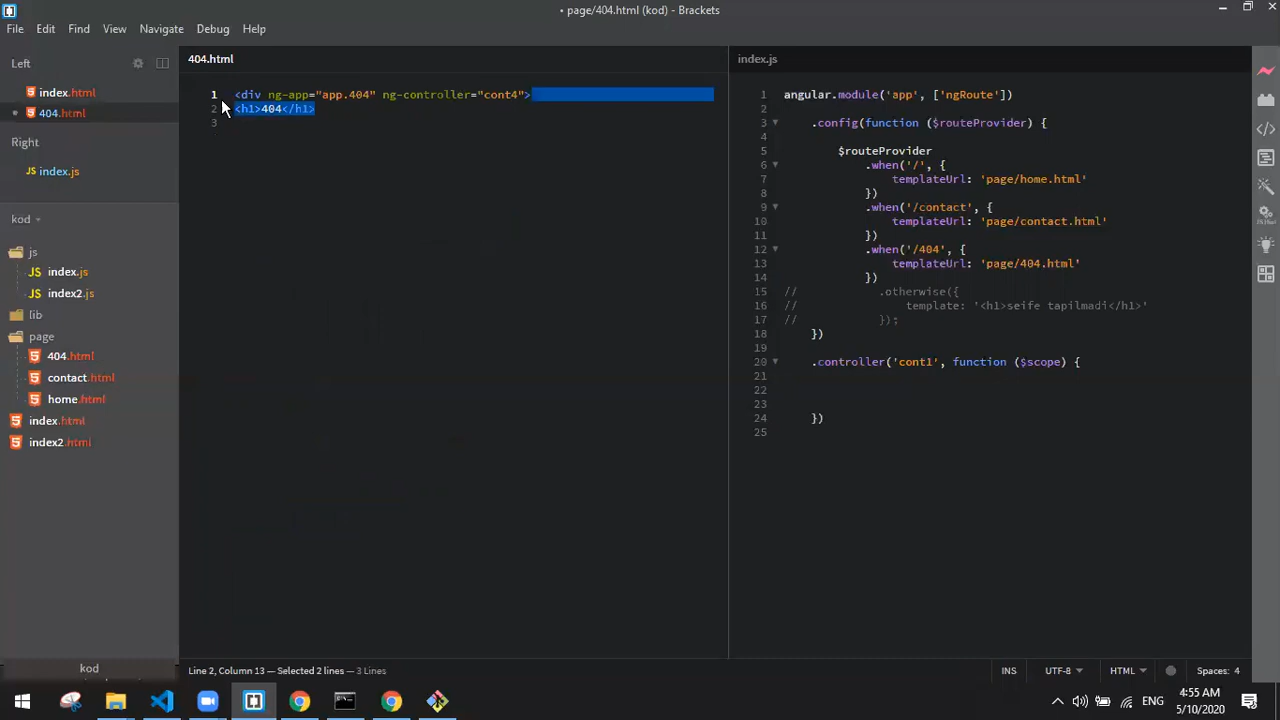 • page/404.html (kod) - Brackets
File Edit Find View Navigate Debug Help
Left
index.html
404.html
Right
index.js
kod
js
index.js
index2.js
lib
page
404.html
contact.html
home.html
index.html
index2.html
kod
404.html
1 <div ng-app="app.404" ng-controller="cont4">
2 <h1>404</h1>
3
Line 2, Column 13 — Selected 2 lines — 3 Lines
index.js
1 angular.module('app', ['ngRoute'])
2
3 .config(function ($routeProvider) {
4
5 $routeProvider
6 .when('/', {
7 templateUrl: 'page/home.html'
8 })
9 .when('/contact', {
10 templateUrl: 'page/contact.html'
11 })
12 .when('/404', {
13 templateUrl: 'page/404.html'
14 })
15 // .otherwise({
16 // template: '<h1>seife tapilmadi</h1>'
17 // });
18 })
19
20 .controller('cont1', function ($scope) {
21
22
23
24 })
25
INS UTF-8 HTML Spaces: 4
ENG
4:55 AM
5/10/2020